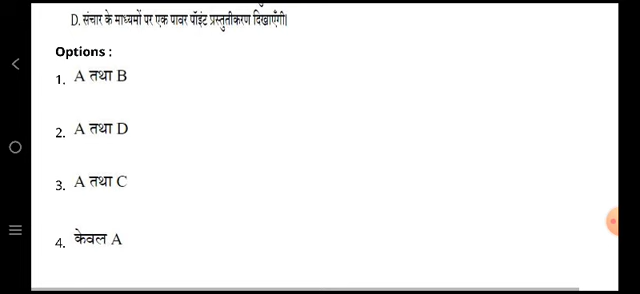 D. संचार के माध्यमों पर एक पावर पॉइंट प्रस्तुतीकरण दिखाएँगी।
Options :
1. A तथा B
2. A तथा D
3. A तथा C
4. केवल A